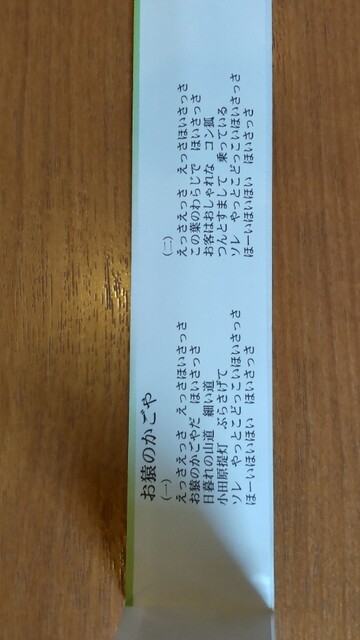 お猿のかごや
(一)
えっさえっさ えっさほいさっさ
お猿のかごやだ ほいさっさ
日暮れの山道 細い道
小田原提灯 ぶらさげて
ソレ やっとこどっこいほいさっさ
ほーいほいほい ほいさっさ
(二)
えっさえっさ えっさほいさっさ
この葉のわらじで ほいさっさ
お客はおしゃれな コン狐
つんとすまして 乗っている
ソレ やっとこどっこいほいさっさ
ほーいほいほい ほいさっさ